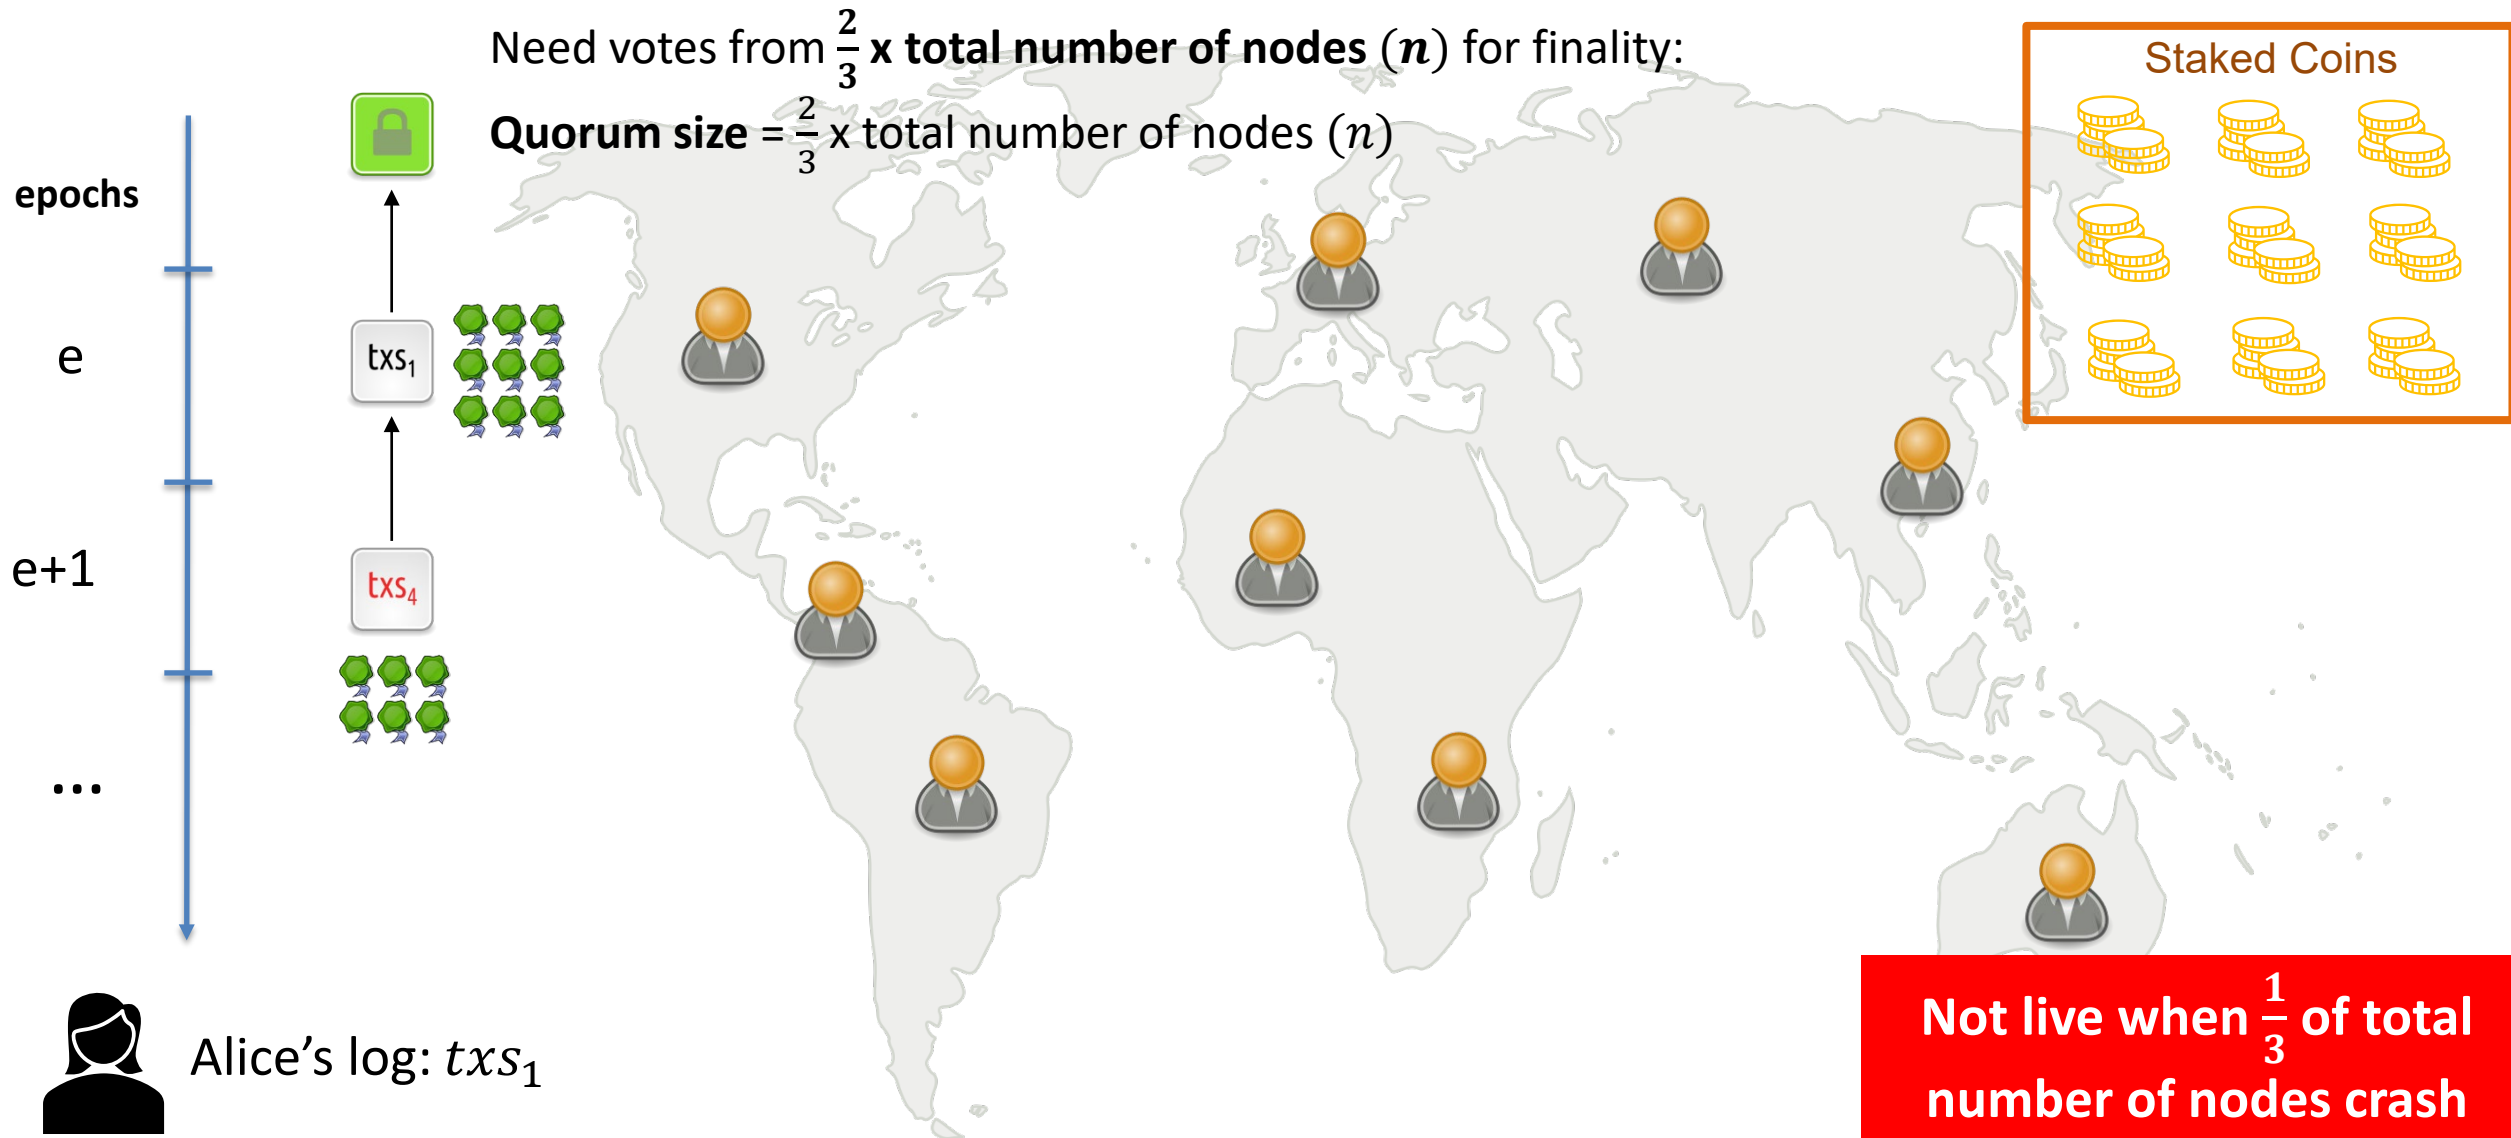 Need votes from 2/3 x total number of nodes (n) for finality:
Quorum size = 2/3 x total number of nodes (n)
Staked Coins
epochs
e
txs₁
e+1
txs₄
...
Alice’s log: txs₁
Not live when 1/3 of total
number of nodes crash